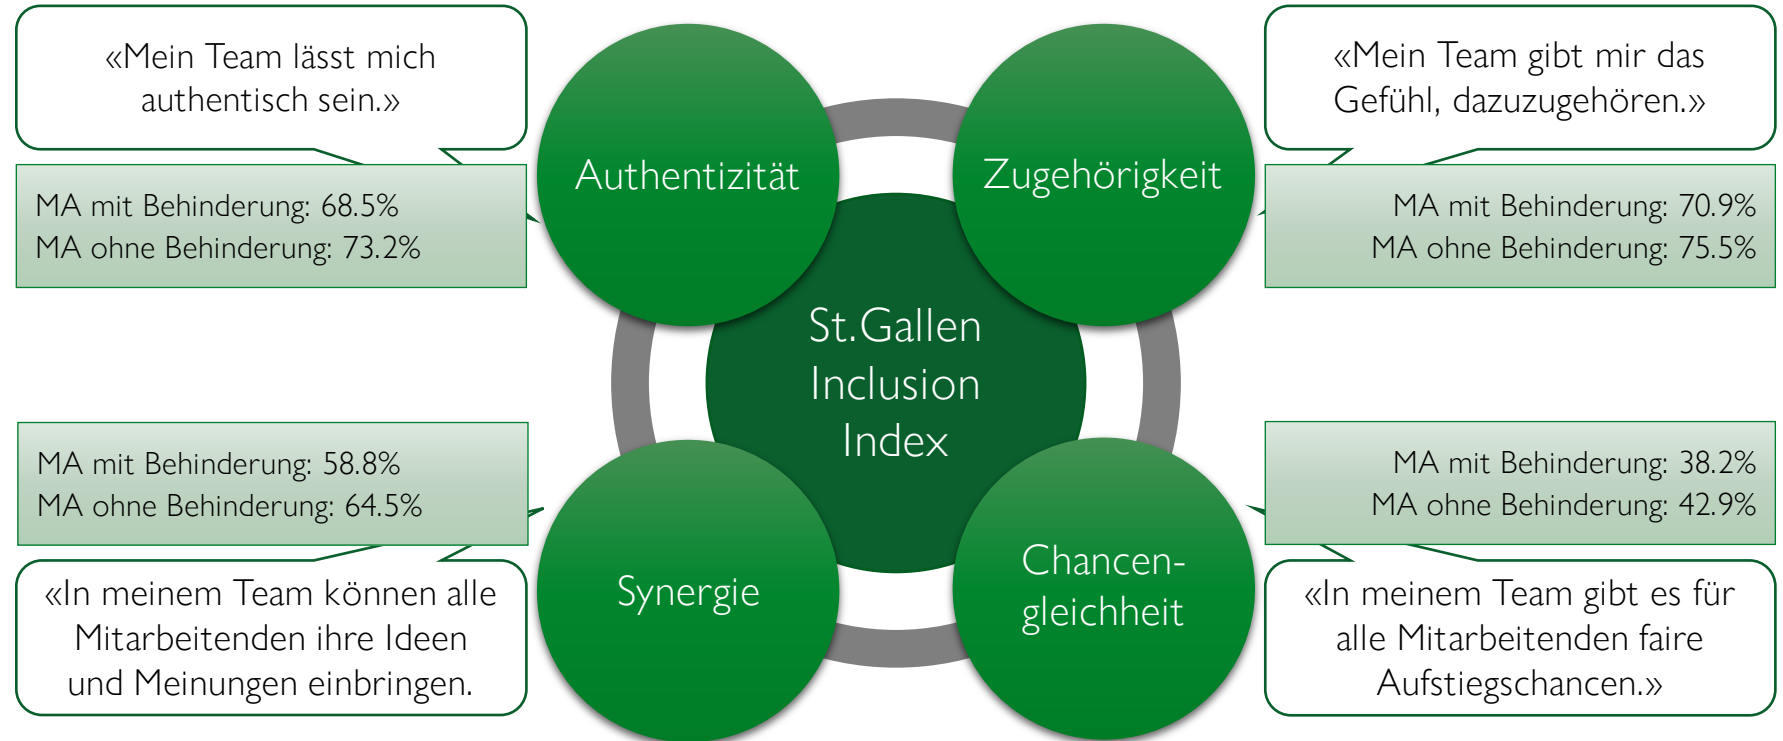 «Mein Team lässt mich
authentisch sein.»
MA mit Behinderung: 68.5%
MA ohne Behinderung: 73.2%
Authentizität
Zugehörigkeit
«Mein Team gibt mir das
Gefühl, dazuzugehören.»
MA mit Behinderung: 70.9%
MA ohne Behinderung: 75.5%
St.Gallen
Inclusion
Index
MA mit Behinderung: 58.8%
MA ohne Behinderung: 64.5%
«In meinem Team können alle
Mitarbeitenden ihre Ideen
und Meinungen einbringen.
Synergie
Chancen-
gleichheit
MA mit Behinderung: 38.2%
MA ohne Behinderung: 42.9%
«In meinem Team gibt es für
alle Mitarbeitenden faire
Aufstiegschancen.»